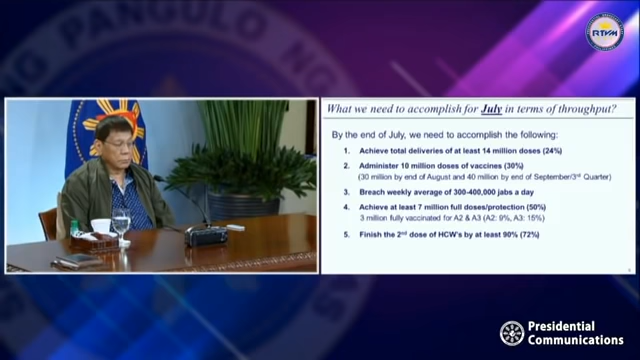 NG PANGULO NG
RTVM
What we need to accomplish for July in terms of throughput?
By the end of July, we need to accomplish the following:
1. Achieve total deliveries of at least 14 million doses (24%)
2. Administer 10 million doses of vaccines (30%)
(30 million by end of August and 40 million by end of September/3rd Quarter)
3. Breach weekly average of 300-400,000 jabs a day
4. Achieve at least 7 million full doses/protection (50%)
3 million fully vaccinated for A2 & A3 (A2: 9%, A3: 15%)
5. Finish the 2nd dose of HCW's by at least 90% (72%)
Presidential
Communications